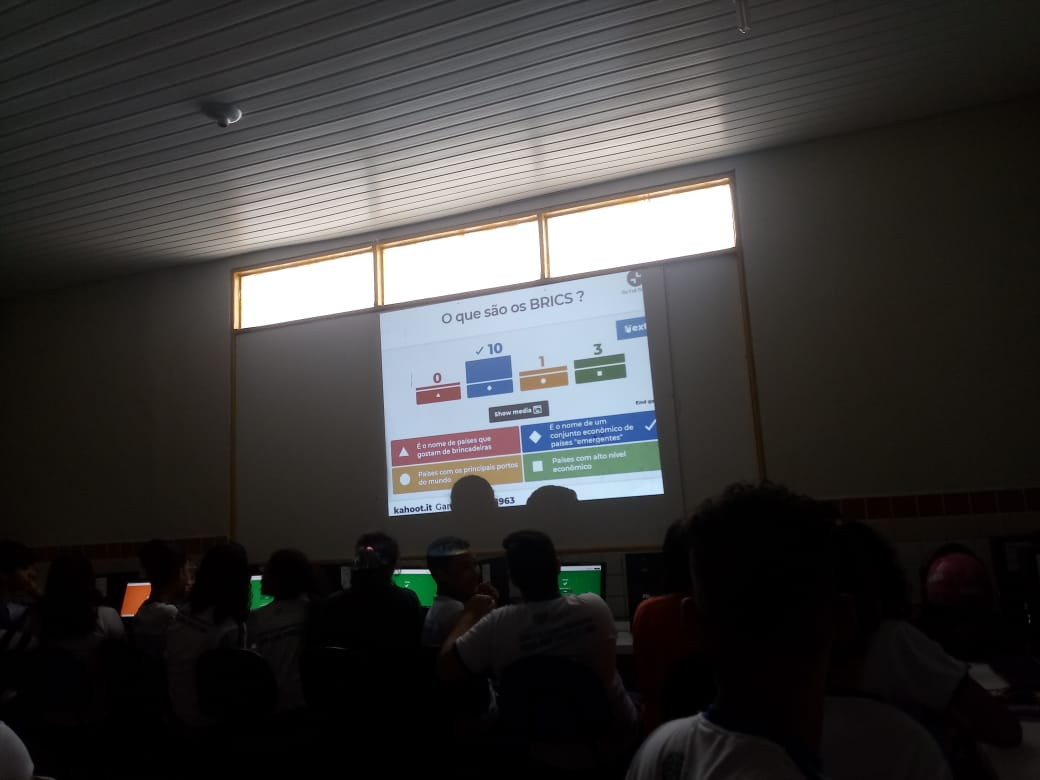 O que são os BRICS ?
Next
0
✓ 10
1
3
Show media
End
É o nome de países que
gostam de brincadeiras
É o nome de um
conjunto econômico de
países "emergentes"
Países com os principais portos
do mundo
Países com alto nível
econômico
kahoot.it